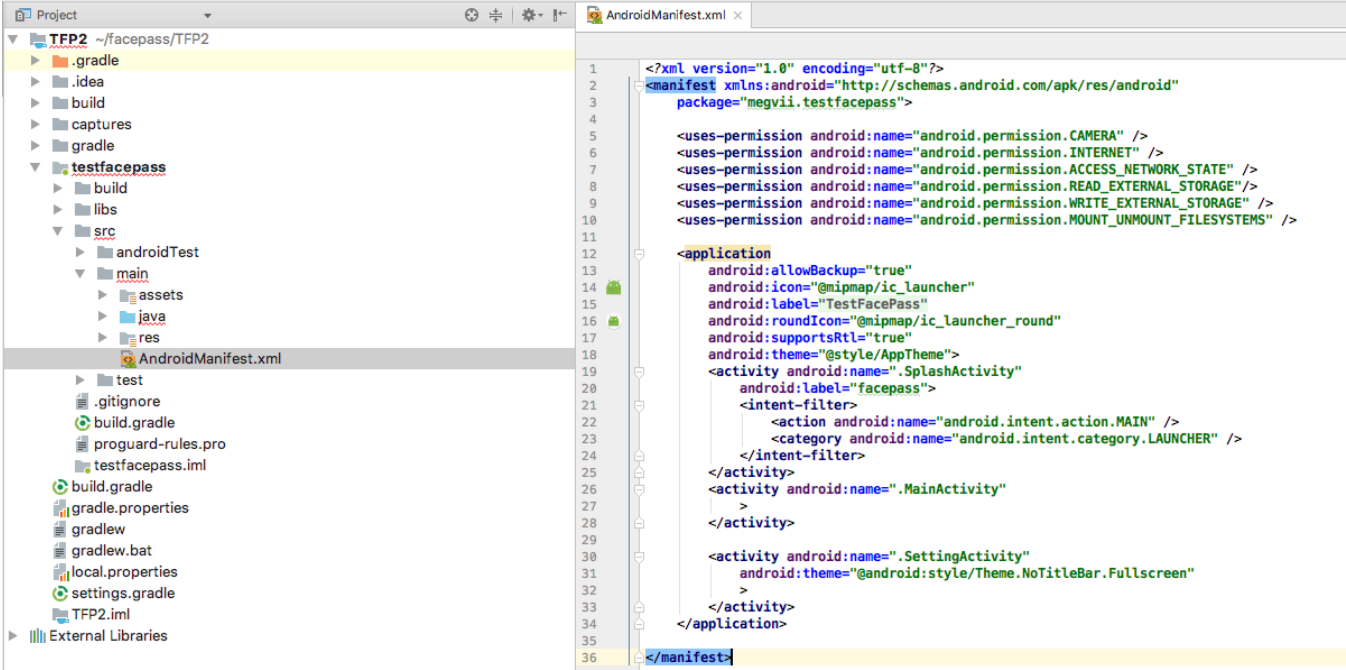 Project
TFP2 ~/facepass/TFP2
.gradle
.idea
build
captures
gradle
testfacepass
build
libs
src
androidTest
main
assets
java
res
AndroidManifest.xml
test
.gitignore
build.gradle
proguard-rules.pro
testfacepass.iml
build.gradle
gradle.properties
gradlew
gradlew.bat
local.properties
settings.gradle
TFP2.iml
External Libraries
AndroidManifest.xml
1 <?xml version="1.0" encoding="utf-8"?>
2 <manifest xmlns:android="http://schemas.android.com/apk/res/android"
3 package="megvii.testfacepass">
4
5 <uses-permission android:name="android.permission.CAMERA" />
6 <uses-permission android:name="android.permission.INTERNET" />
7 <uses-permission android:name="android.permission.ACCESS_NETWORK_STATE" />
8 <uses-permission android:name="android.permission.READ_EXTERNAL_STORAGE"/>
9 <uses-permission android:name="android.permission.WRITE_EXTERNAL_STORAGE" />
10 <uses-permission android:name="android.permission.MOUNT_UNMOUNT_FILESYSTEMS" />
11
12 <application
13 android:allowBackup="true"
14 android:icon="@mipmap/ic_launcher"
15 android:label="TestFacePass"
16 android:roundIcon="@mipmap/ic_launcher_round"
17 android:supportsRtl="true"
18 android:theme="@style/AppTheme">
19 <activity android:name=".SplashActivity"
20 android:label="facepass">
21 <intent-filter>
22 <action android:name="android.intent.action.MAIN" />
23 <category android:name="android.intent.category.LAUNCHER" />
24 </intent-filter>
25 </activity>
26 <activity android:name=".MainActivity"
27 >
28 </activity>
29
30 <activity android:name=".SettingActivity"
31 android:theme="@android:style/Theme.NoTitleBar.Fullscreen"
32 >
33 </activity>
34 </application>
35
36 </manifest>